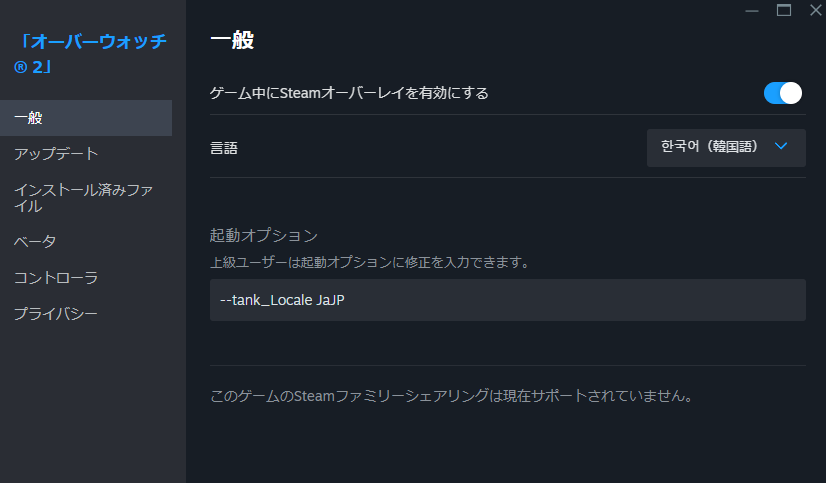 「オーバーウォッチ
® 2」
一般
アップデート
インストール済みファ
イル
ベータ
コントローラ
プライバシー
一般
ゲーム中にSteamオーバーレイを有効にする
言語
한국어（韓国語）
起動オプション
上級ユーザーは起動オプションに修正を入力できます。
--tank_Locale JaJP
このゲームのSteamファミリーシェアリングは現在サポートされていません。